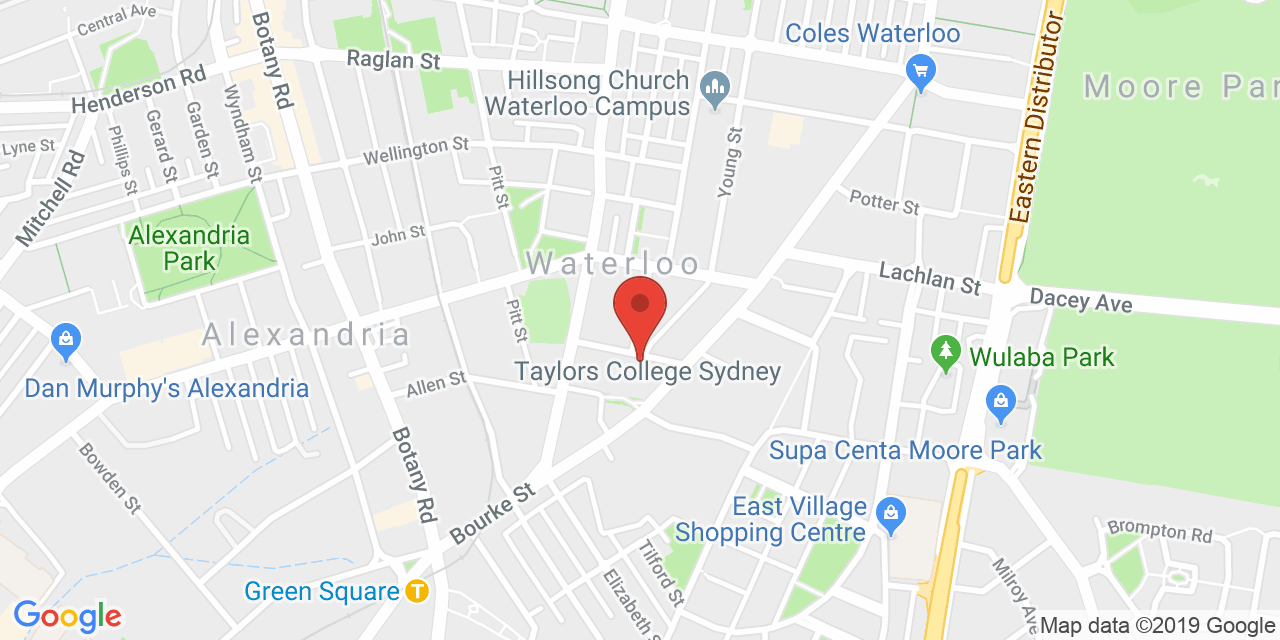 Central Ave
Botany Rd
Raglan St
Henderson Rd
Coles Waterloo
Hillsong Church
Waterloo Campus
Eastern Distributor
Moore Par
Lyne St
Phillips St
Gerard St
Garden St
Wyndham St
Mitchell Rd
Wellington St
Pitt St
Young St
Potter St
Alexandria
Park
John St
Waterloo
Lachlan St
Dacey Ave
Pitt St
Alexandria
Wulaba Park
Taylors College Sydney
Dan Murphy's Alexandria
Allen St
Supa Centa Moore Park
Bowden St
Botany Rd
Bourke St
East Village
Shopping Centre
Brompton Rd
Tilford St
Elizabeth S
Milroy Ave
Green Square
T
Google
Map data ©2019 Google